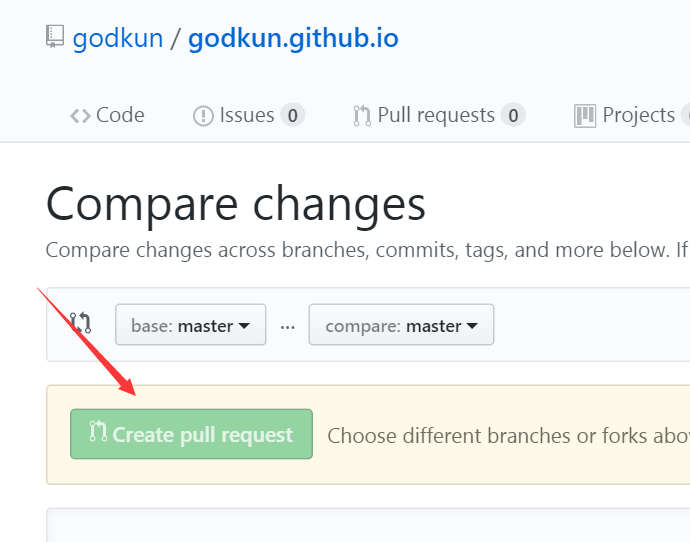 godkun / godkun.github.io
Code Issues 0 Pull requests 0 Projects
Compare changes
Compare changes across branches, commits, tags, and more below. If
base: master ... compare: master
Create pull request Choose different branches or forks abo